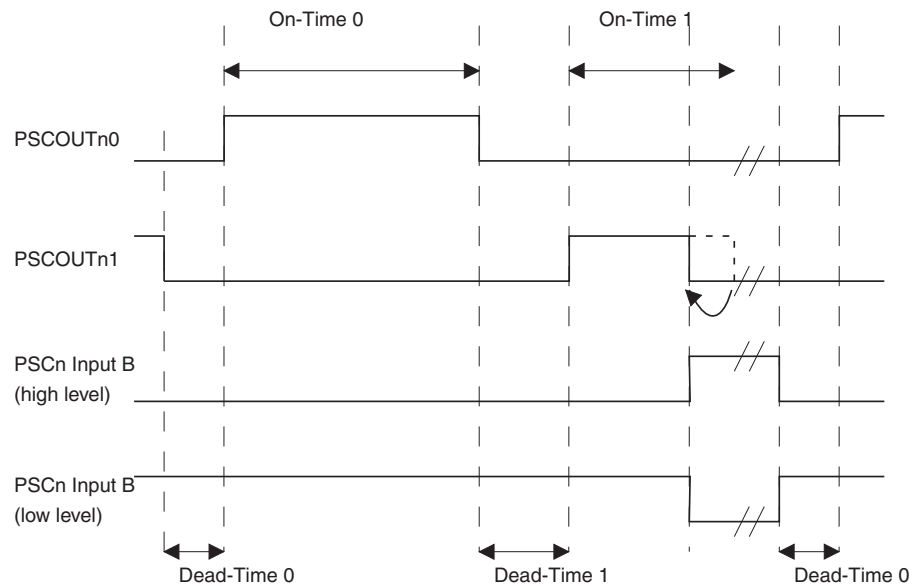 On-Time 0
On-Time 1
PSCOUTn0
PSCOUTn1
PSCn Input B
(high level)
PSCn Input B
(low level)
Dead-Time 0
Dead-Time 1
Dead-Time 0